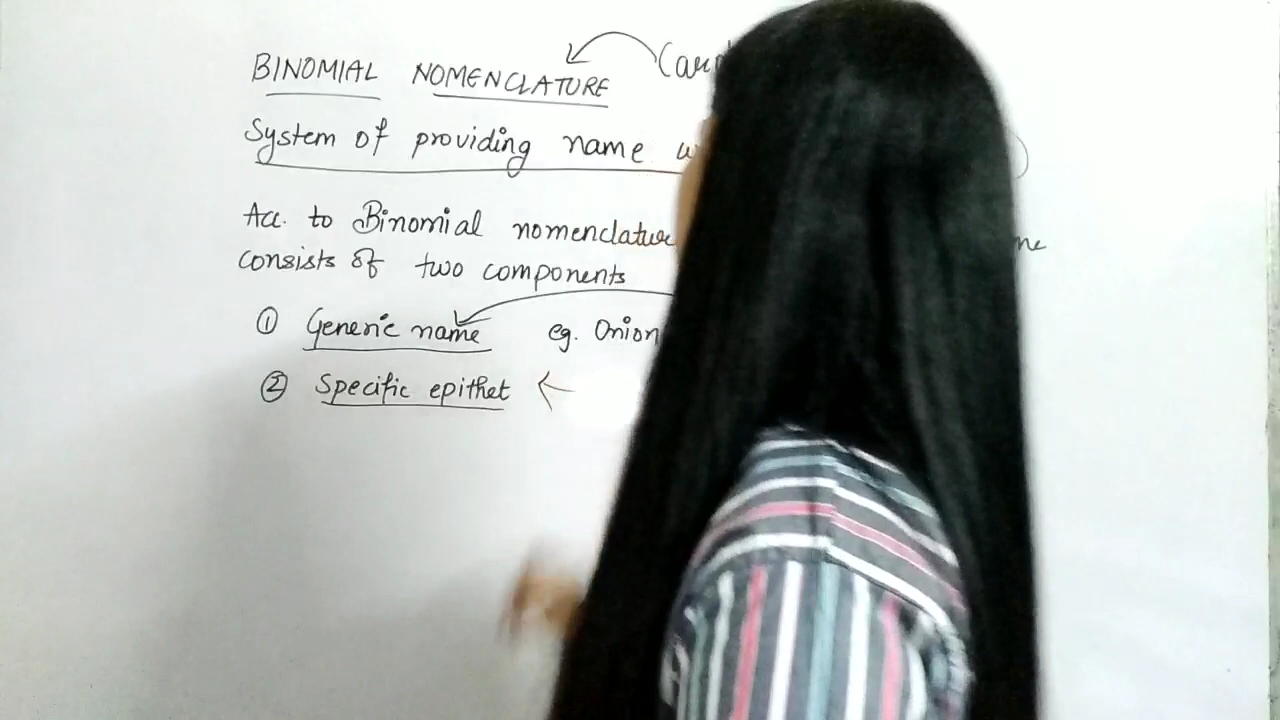 BINOMIAL NOMENCLATURE
System of providing name
Acc. to Binomial nomenclature
consists of two components
① Generic name eg. Onion
② Specific epithet